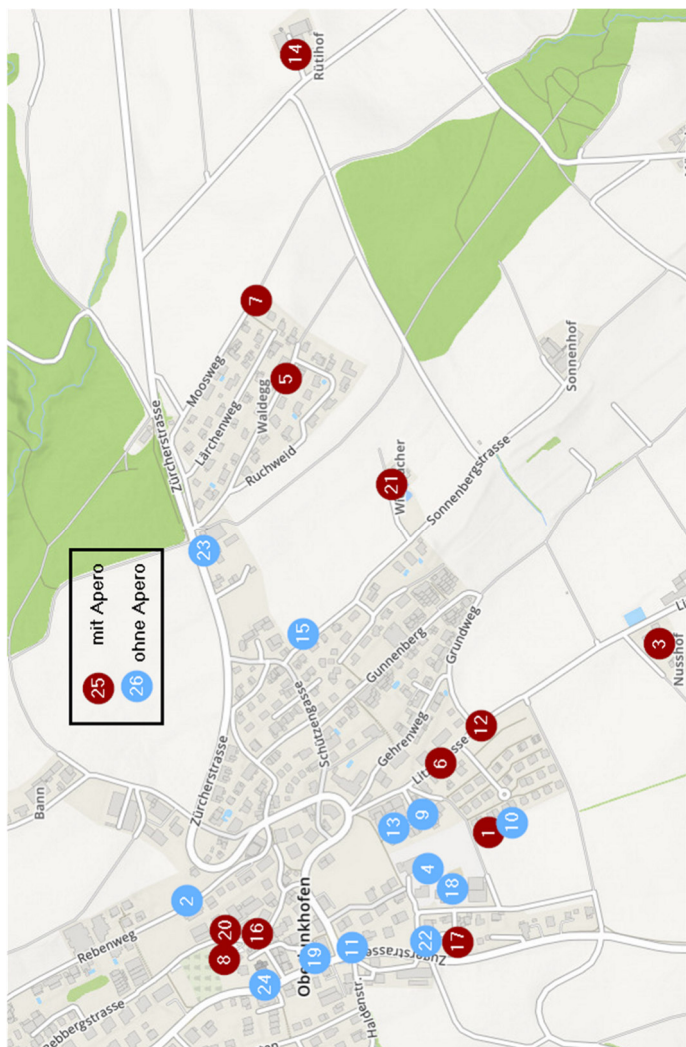 Bann
Rebenweg
25 mit Apero
26 ohne Apero
Zürcherstrasse
Zürcherstrasse
2
Moosweg
Lärchenweg
23
8
20
16
7
Waldegg
5
Ruchweid
14
Rütihof
24
Schützengasse
15
19
11
Haldenstr.
Zugerstrasse
Gunnenberg
21
Sonnenbergstrasse
13
9
Gehrenweg
6
Grundweg
4
18
22
17
12
1
10
Sonnenhof
3
Nusshof